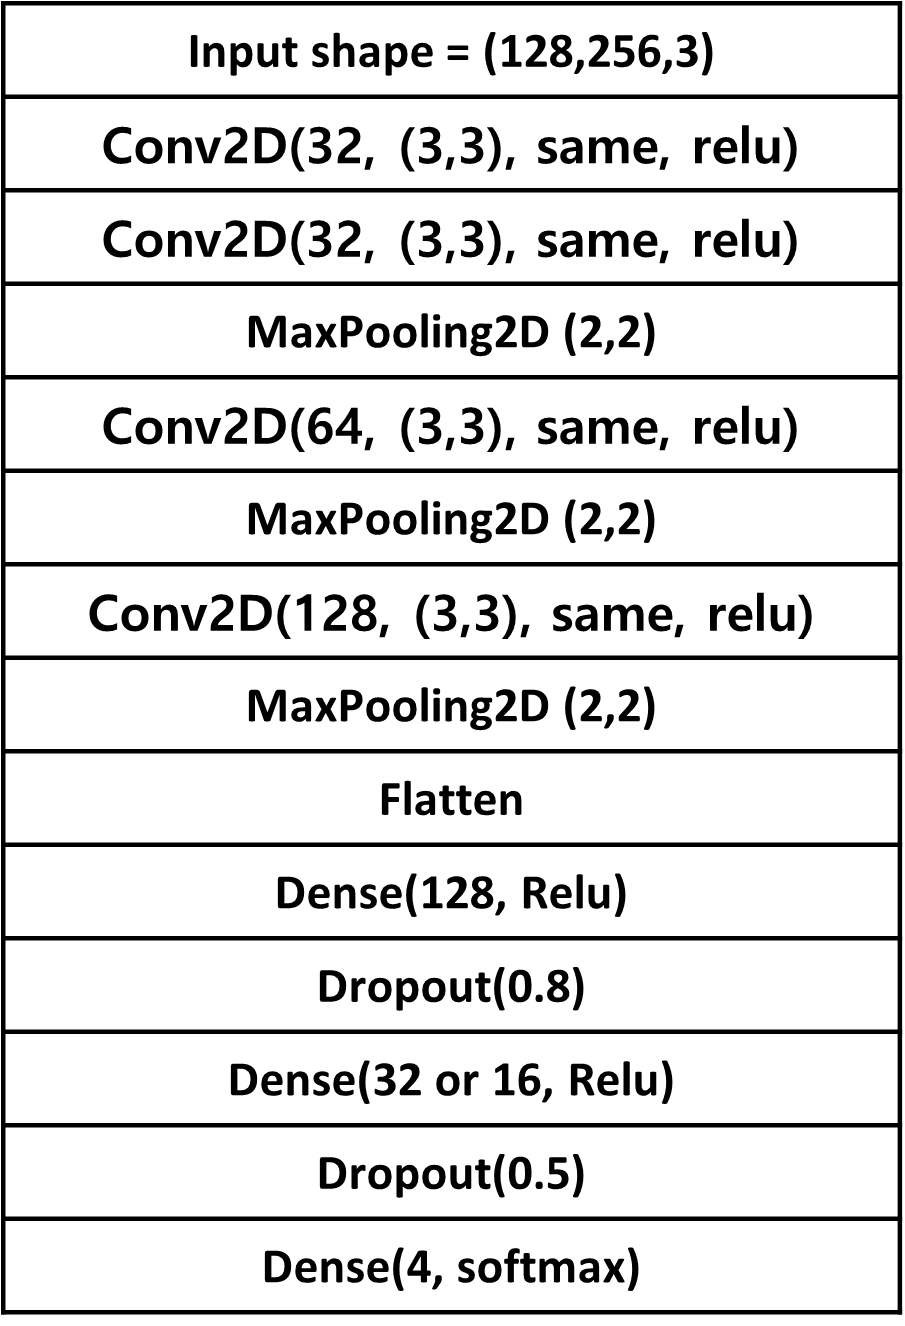 Input shape = (128,256,3)
Conv2D(32, (3,3), same, relu)
Conv2D(32, (3,3), same, relu)
MaxPooling2D (2,2)
Conv2D(64, (3,3), same, relu)
MaxPooling2D (2,2)
Conv2D(128, (3,3), same, relu)
MaxPooling2D (2,2)
Flatten
Dense(128, Relu)
Dropout(0.8)
Dense(32 or 16, Relu)
Dropout(0.5)
Dense(4, softmax)